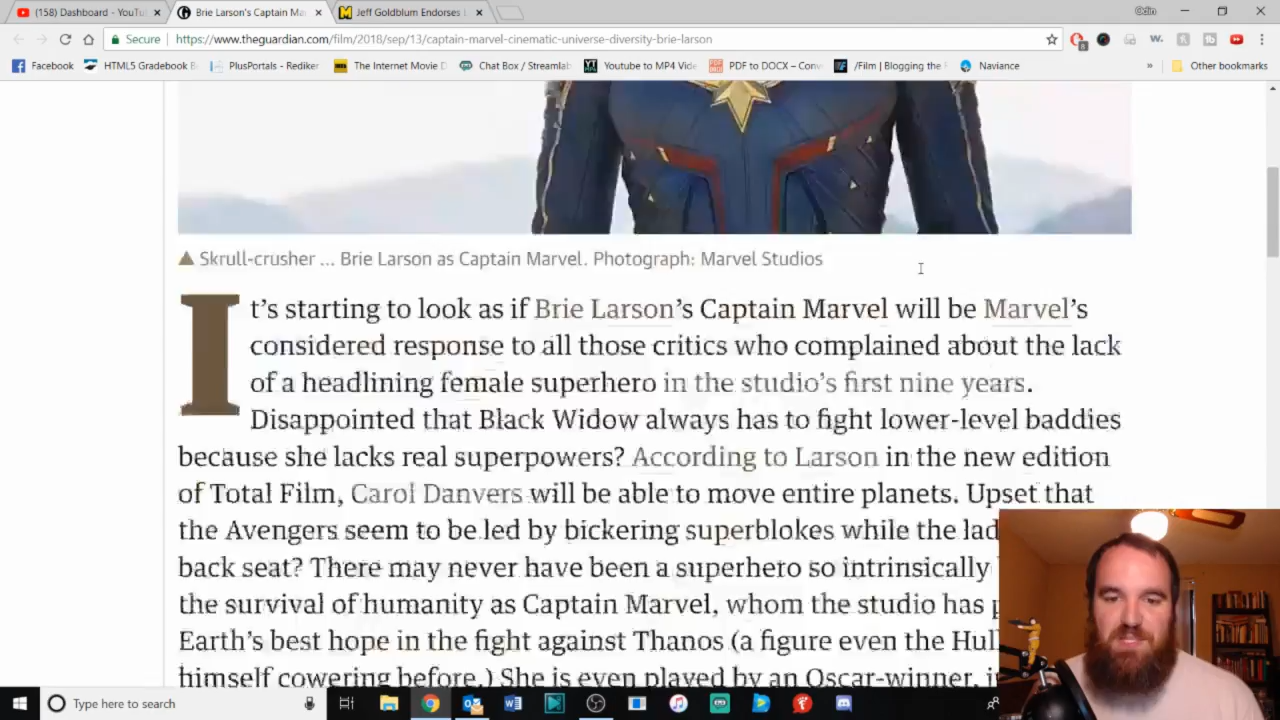 (158) Dashboard - YouTu
Brie Larson's Captain Ma
Jeff Goldblum Endorses
Odin
Secure
https://www.theguardian.com/film/2018/sep/13/captain-marvel-cinematic-universe-diversity-brie-larson
Facebook
HTML5 Gradebook
PlusPortals - Rediker
The Internet Movie D
Chat Box / Streamlab
Youtube to MP4 Vide
PDF to DOCX – Conv
/Film | Blogging the
Naviance
»
Other bookmarks
Skrull-crusher ... Brie Larson as Captain Marvel. Photograph: Marvel Studios
It's starting to look as if Brie Larson's Captain Marvel will be Marvel's
considered response to all those critics who complained about the lack
of a headlining female superhero in the studio's first nine years.
Disappointed that Black Widow always has to fight lower-level baddies
because she lacks real superpowers? According to Larson in the new edition
of Total Film, Carol Danvers will be able to move entire planets. Upset that
the Avengers seem to be led by bickering superblokes while the lad
back seat? There may never have been a superhero so intrinsically
the survival of humanity as Captain Marvel, whom the studio has
Earth's best hope in the fight against Thanos (a figure even the Hul
himself cowering before.) She is even played by an Oscar-winner, i
Type here to search